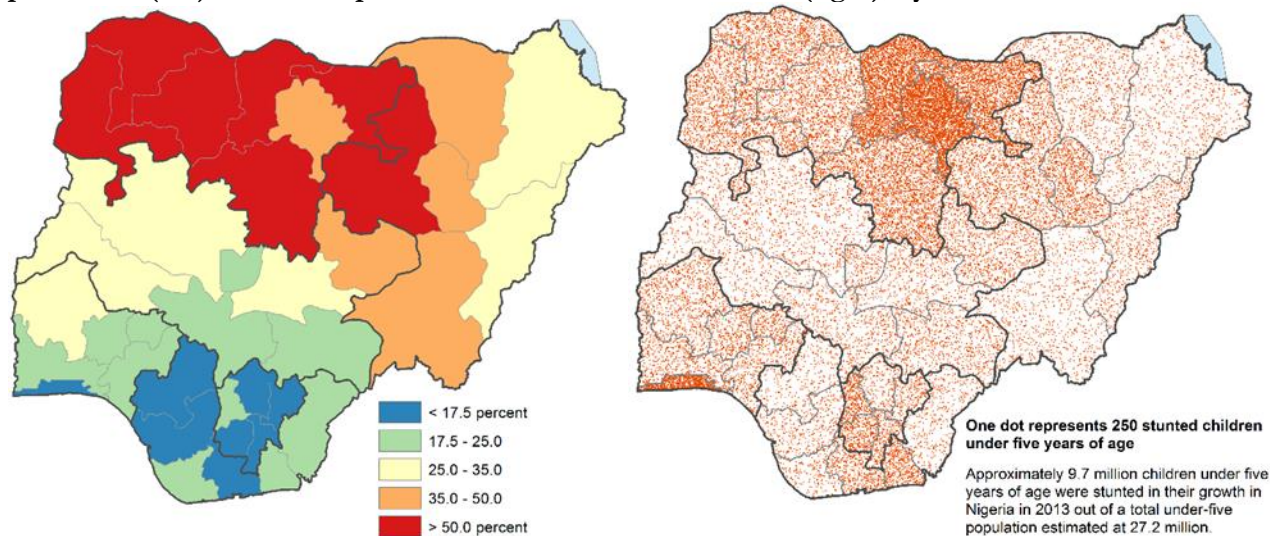 < 17.5 percent
17.5 - 25.0
25.0 - 35.0
35.0 - 50.0
> 50.0 percent
One dot represents 250 stunted children
under five years of age
Approximately 9.7 million children under five
years of age were stunted in their growth in
Nigeria in 2013 out of a total under-five
population estimated at 27.2 million.